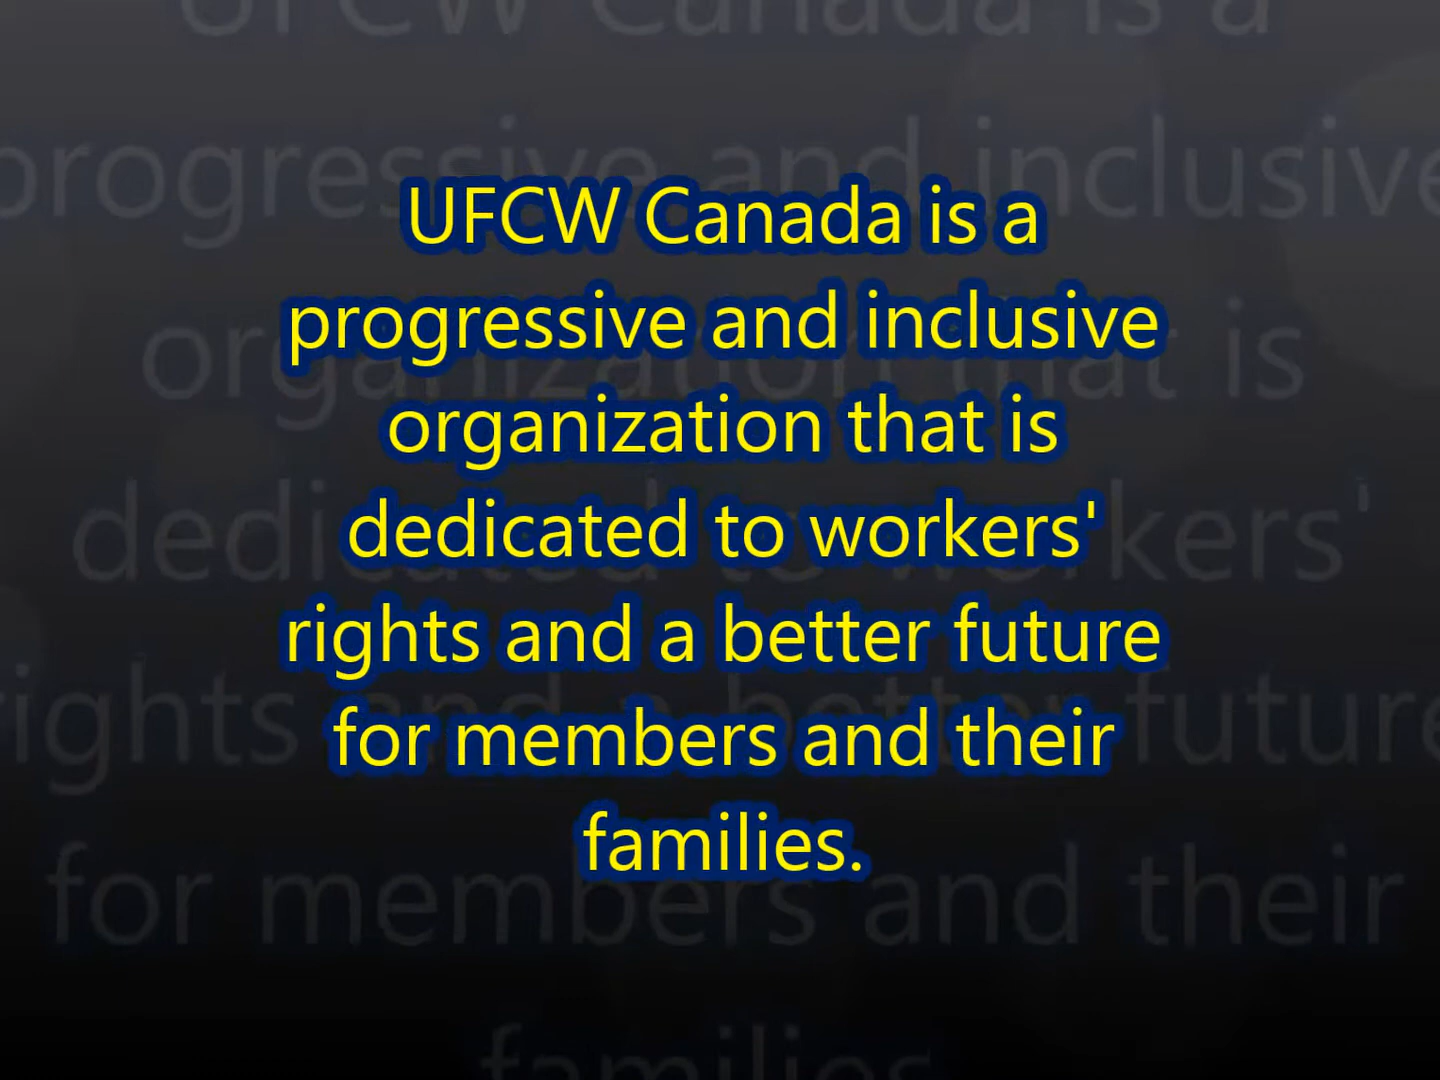 UFCW Canada is a
progressive and inclusive
organization that is
dedicated to workers'
rights and a better future
for members and their
families.